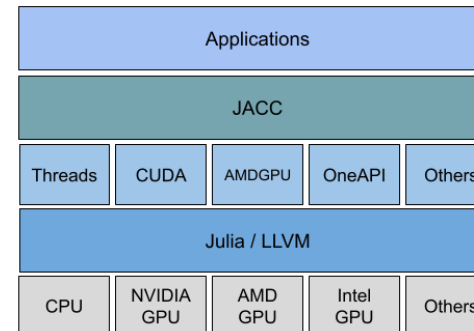 Applications
JACC
Threads
CUDA
AMDGPU
OneAPI
Others
Julia / LLVM
CPU
NVIDIA
GPU
AMD
GPU
Intel
GPU
Others